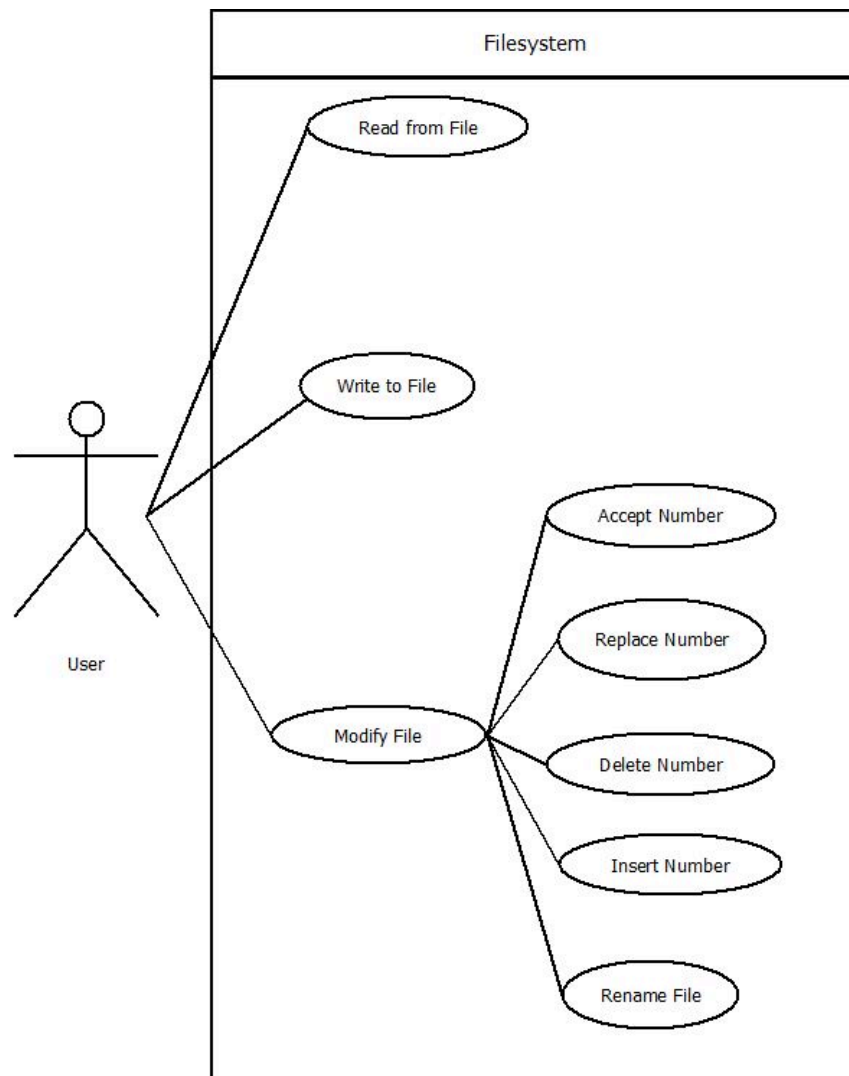 Filesystem
Read from File
Write to File
Accept Number
Replace Number
User
Modify File
Delete Number
Insert Number
Rename File